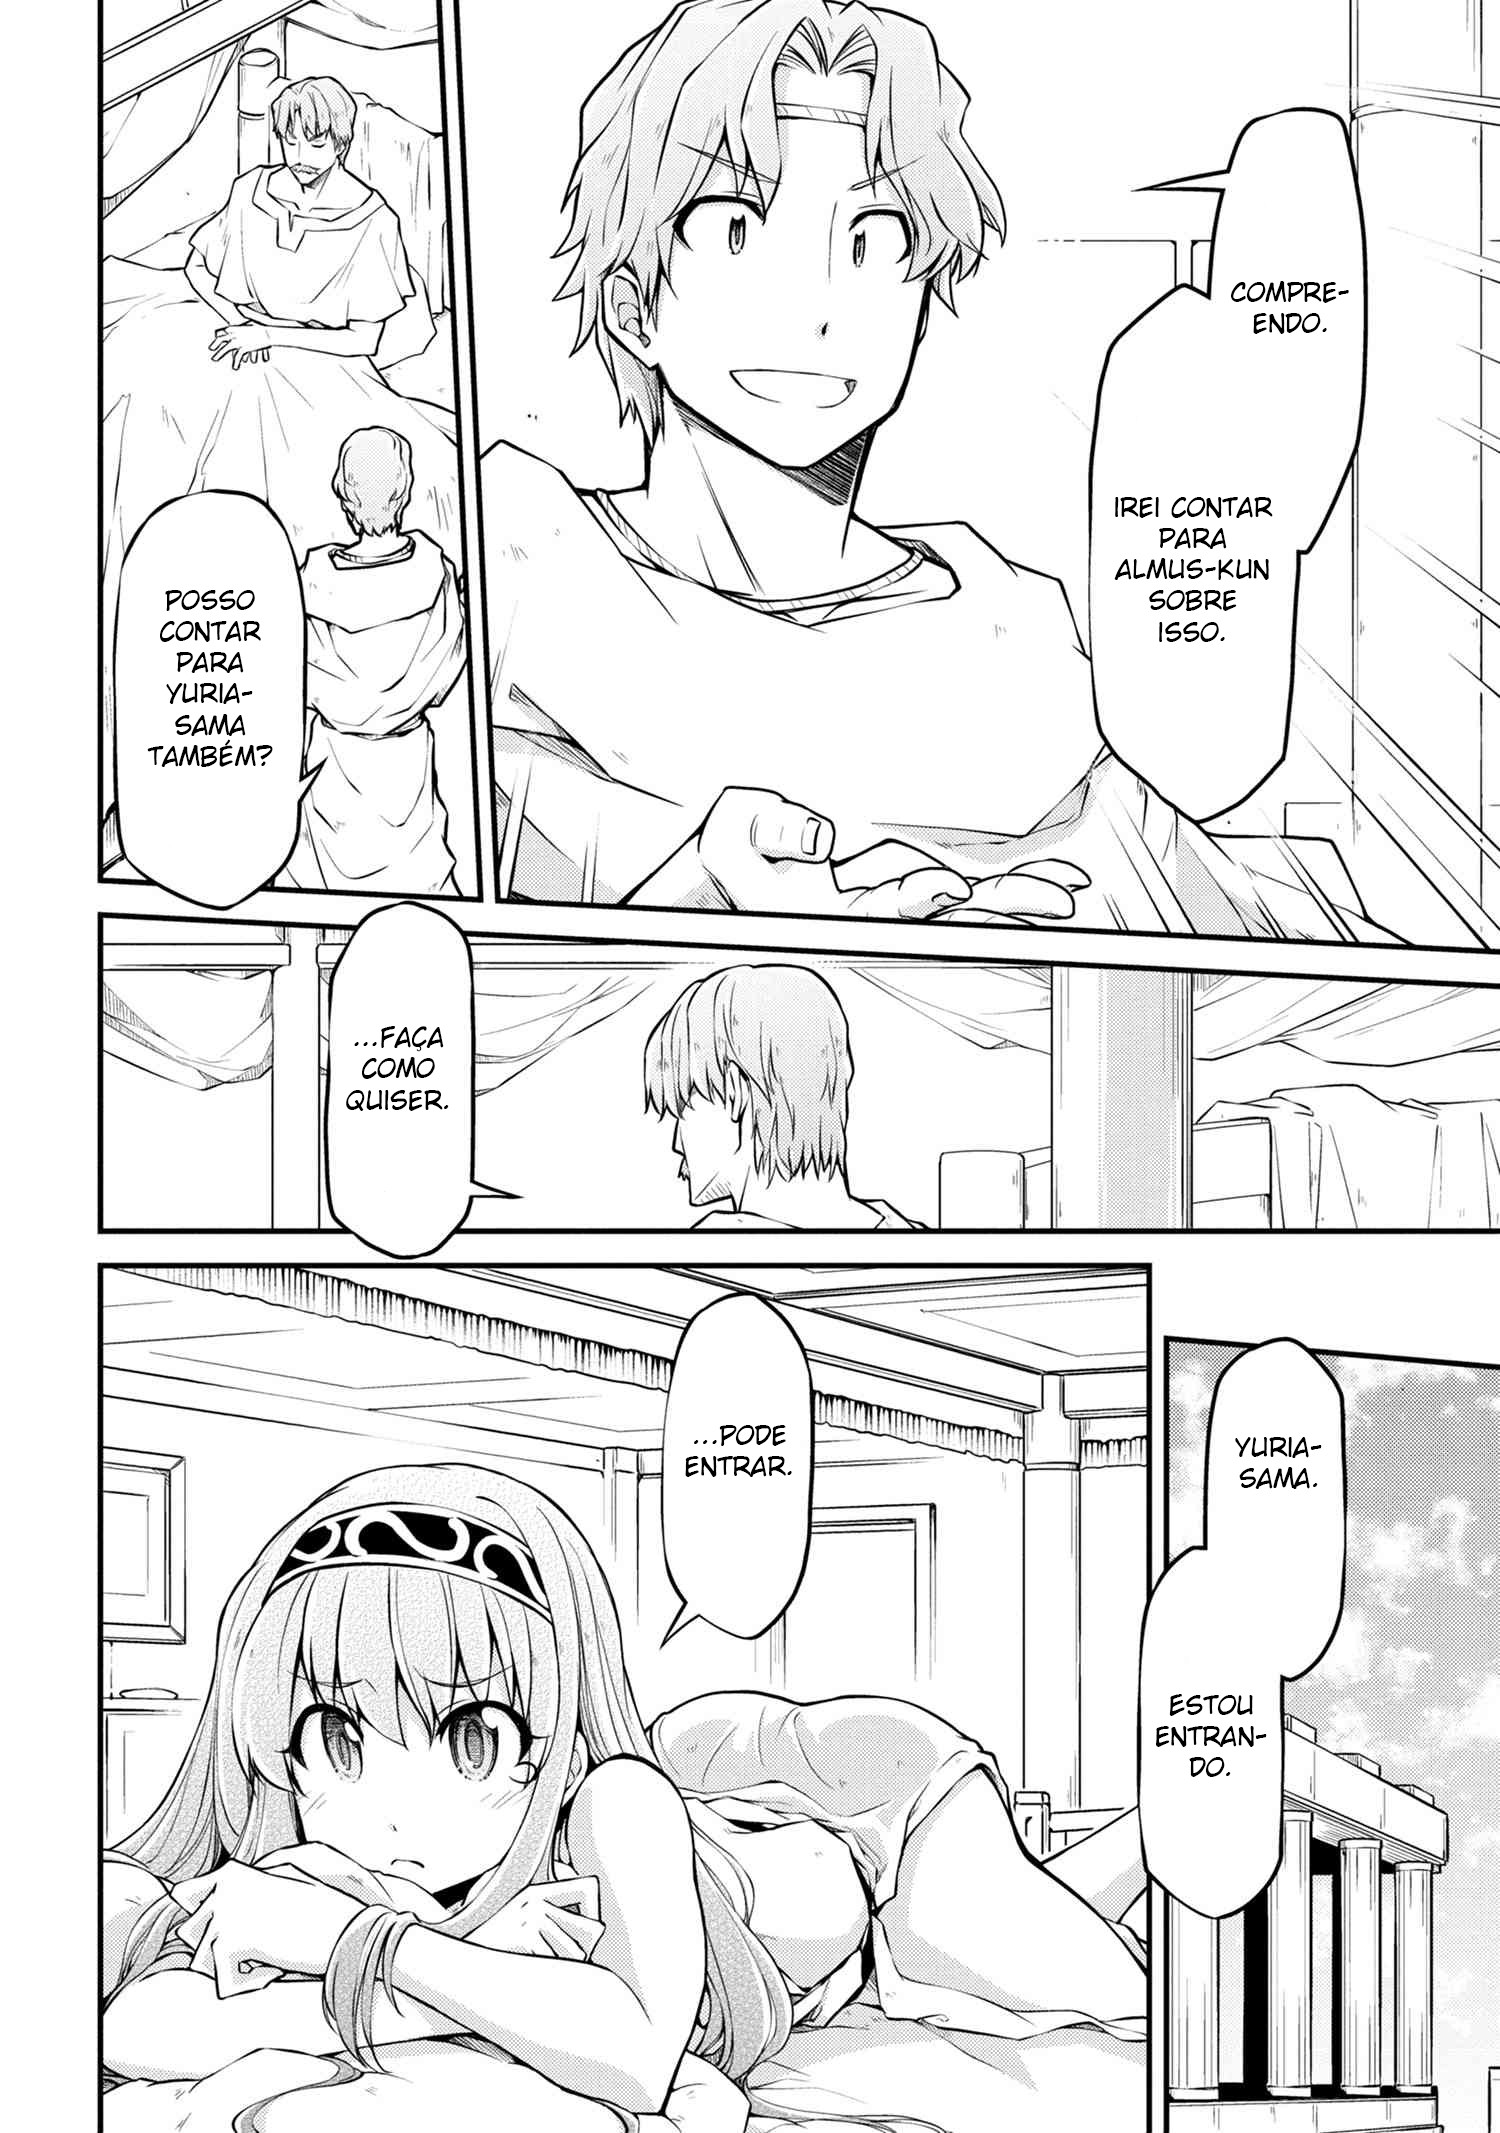 COMPRE-
ENDO.
IREI CONTAR
PARA
ALMUS-KUN
SOBRE
ISSO.
POSSO
CONTAR
PARA
YURIA-
SAMA
TAMBÉM?
...FAÇA
COMO
QUISER.
YURIA-
SAMA.
ESTOU
ENTRAN-
DO.
...PODE
ENTRAR.